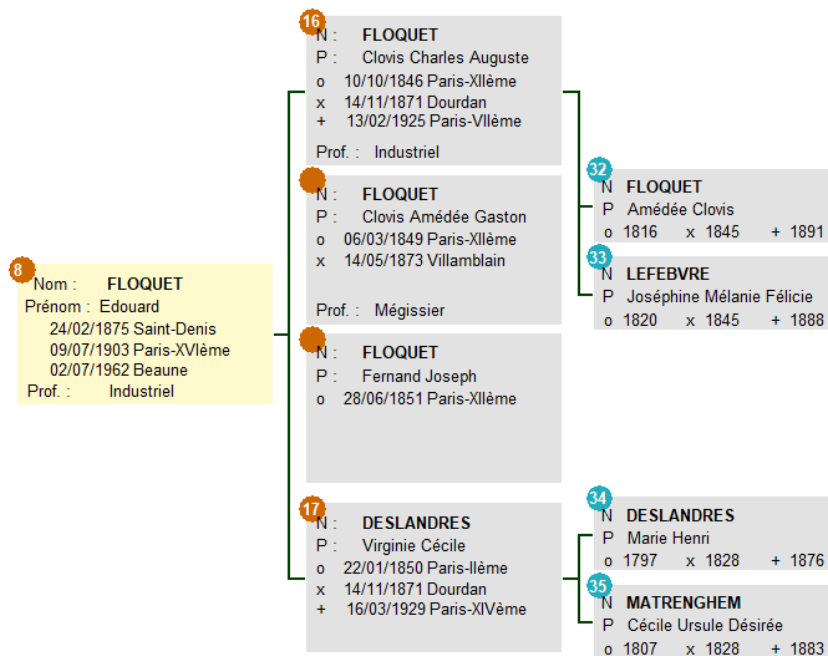 8
Nom : FLOQUET
Prénom : Edouard
24/02/1875 Saint-Denis
09/07/1903 Paris-XVIème
02/07/1962 Beaune
Prof. : Industriel
16
N : FLOQUET
P : Clovis Charles Auguste
o 10/10/1846 Paris-XIIème
x 14/11/1871 Dourdan
+ 13/02/1925 Paris-VIIème
Prof. : Industriel
N : FLOQUET
P : Clovis Amédée Gaston
o 06/03/1849 Paris-XIIème
x 14/05/1873 Villamblain
Prof. : Mégissier
N : FLOQUET
P : Fernand Joseph
o 28/06/1851 Paris-XIIème
17
N : DESLANDRES
P : Virginie Cécile
o 22/01/1850 Paris-IIème
x 14/11/1871 Dourdan
+ 16/03/1929 Paris-XIVème
32
N FLOQUET
P Amédée Clovis
o 1816 x 1845 + 1891
33
N LEFEBVRE
P Joséphine Mélanie Félicie
o 1820 x 1845 + 1888
34
N DESLANDRES
P Marie Henri
o 1797 x 1828 + 1876
35
N MATRENGHEM
P Cécile Ursule Désirée
o 1807 x 1828 + 1883